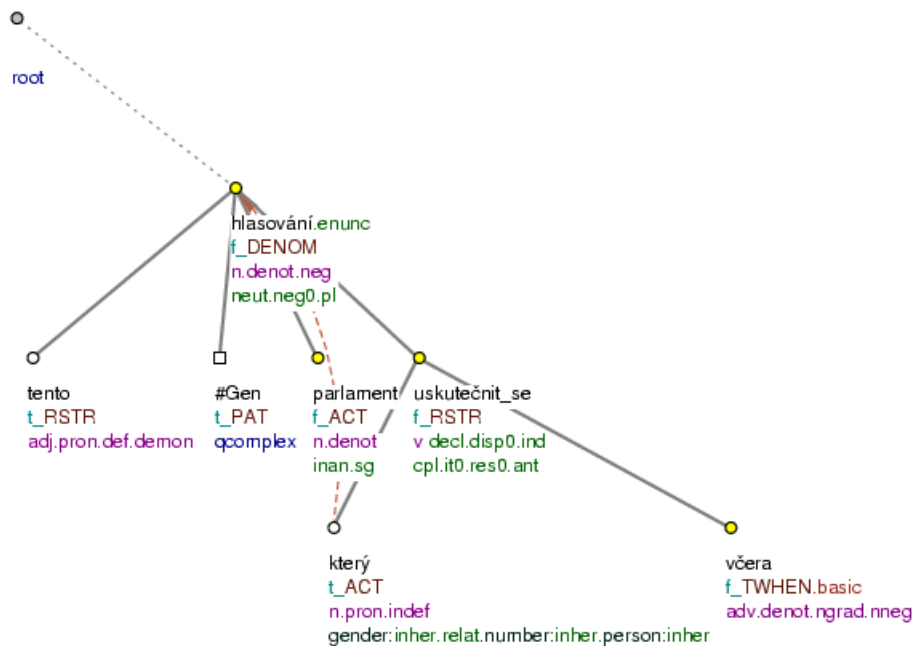 root
hlasování.enunc
f_DENOM
n.denot.neg
neut.neg0.pl
tento
t_RSTR
adj.pron.def.demon
#Gen
t_PAT
qcomplex
parlament
f_ACT
n.denot
inan.sg
uskutečnit_se
f_RSTR
v decl.disp0.ind
cpl.it0.res0.ant
který
t_ACT
n.pron.indef
gender:inher.relat.number:inher.person:inher
včera
f_TWHEN.basic
adv.denot.ngrad.nneg